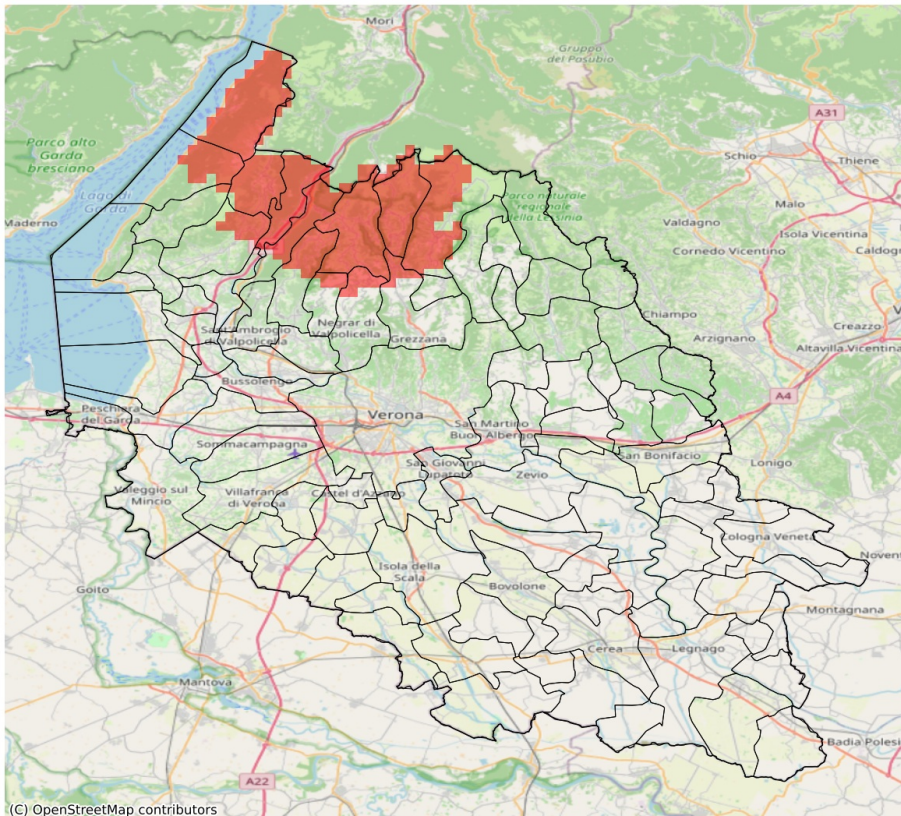 Mori
Gruppo
del Pasubio
A31
Parco alto
Garda
bresciano
Schio
Thiene
Lago di
Garda
Parco naturale
regionale
della Lessinia
Malo
Maderno
Valdagno
Isola Vicentina
Cornedo Vicentino
Caldogn
Chiampo
Sant'Ambrogio
di Valpolicella
Negrar di
Valpolicella
Grezzana
Arzignano
Creazzo
Altavilla Vicentina
Bussolengo
A4
Peschiera
del Garda
Verona
San Martino
Buon Albergo
Sommacampagna
San Bonifacio
San Giovanni
Lupatoto
Zevio
Lonigo
Valeggio sul
Mincio
Villafranca
di Verona
Castel d'Azzano
Cologna Veneta
Noven
Isola della
Scala
Goito
Bovolone
Montagnana
Cerea
Legnago
Mantova
Badia Polesi
A22
(C) OpenStreetMap contributors